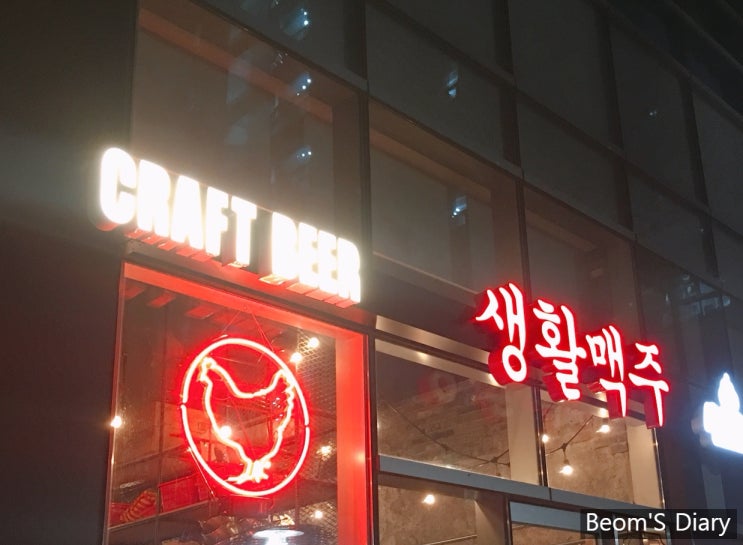 CRAFT BEER
생활맥주
Beom'S Diary